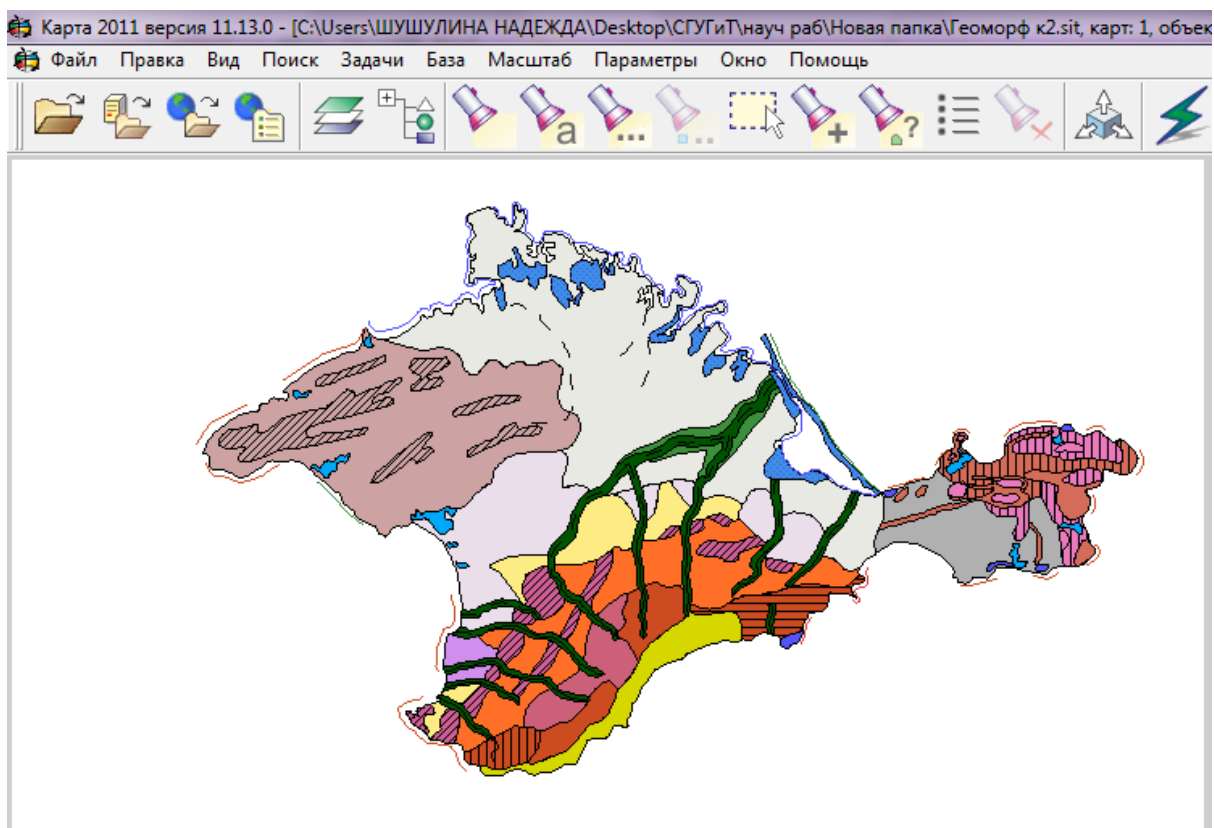 Карта 2011 версия 11.13.0 - [C:\Users\ШУШУЛИНА НАДЕЖДА\Desktop\СГУГиТ\науч раб\Новая папка\Геоморф к2.sit, карт: 1, объек
Файл Правка Вид Поиск Задачи База Масштаб Параметры Окно Помощь
a ... + ?